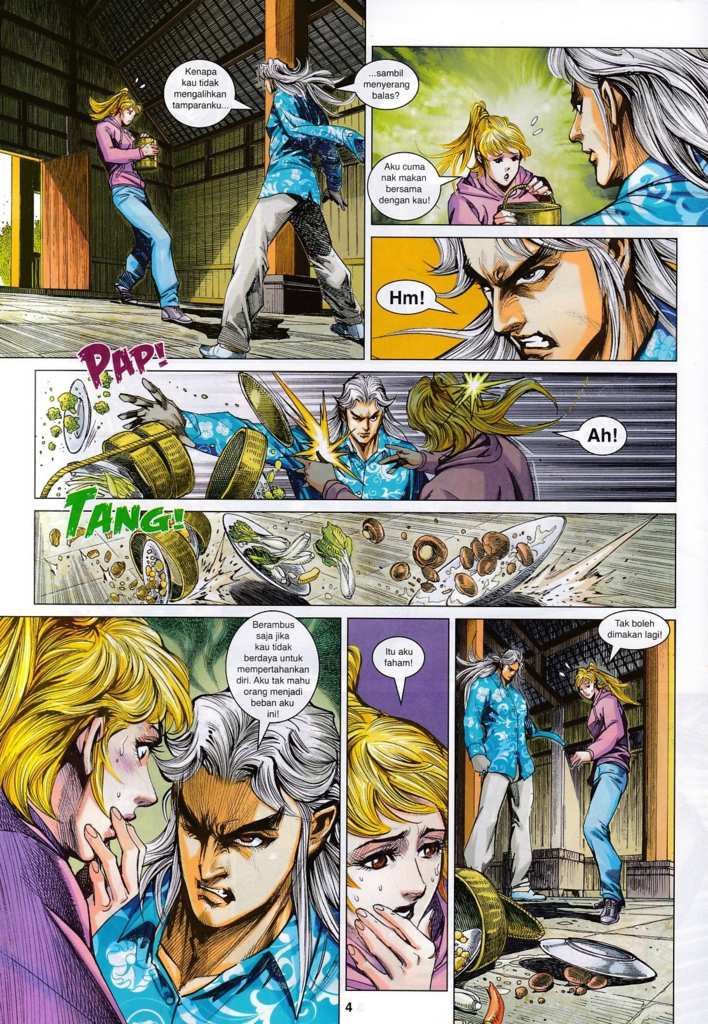 Kenapa
kau tidak
mengalihkan
tamparanku...
...sambil
menyerang
balas?
Aku cuma
nak makan
bersama
dengan kau!
Hm!
PAP!
Ah!
TANG!
Berambus
saja jika
kau tidak
berdaya untuk
mempertahankan
diri. Aku tak mahu
orang menjadi
beban aku
ini!
Itu aku
faham!
Tak boleh
dimakan lagi!
4